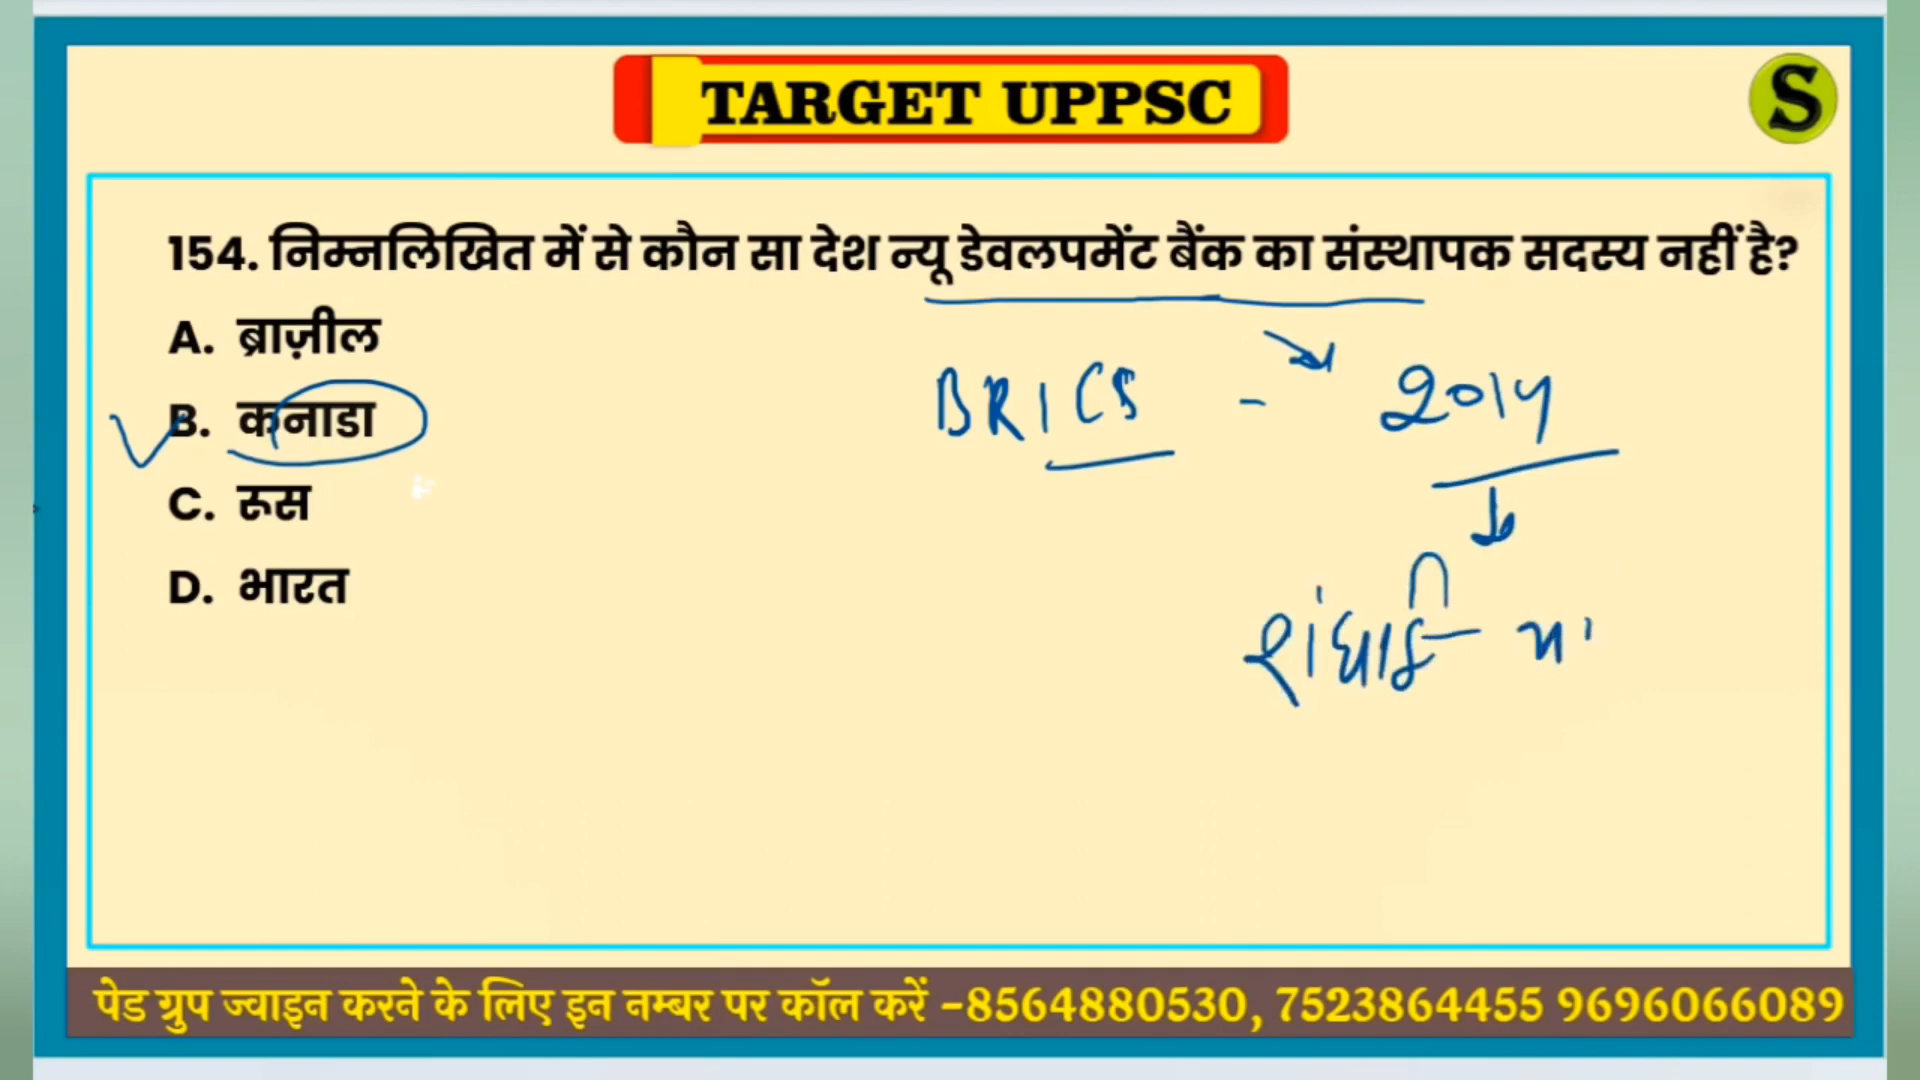 TARGET UPPSC
S
154. निम्नलिखित में से कौन सा देश न्यू डेवलपमेंट बैंक का संस्थापक सदस्य नहीं है?
A. ब्राज़ील
B. कनाडा
C. रूस
D. भारत
BRICS - 2014
शंघाई
पेड ग्रुप ज्वाइन करने के लिए इन नम्बर पर कॉल करें -8564880530, 7523864455 9696066089